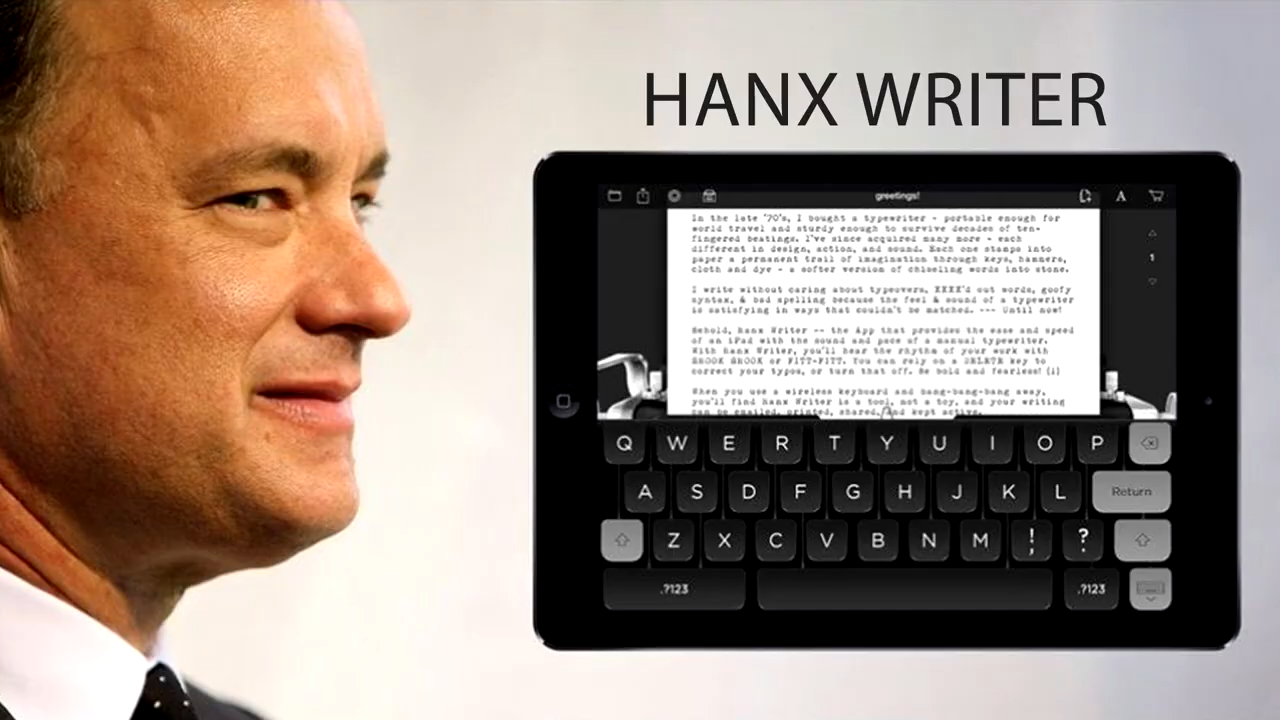 HANX WRITER
greetings!
A
In the late '70's, I bought a typewriter - portable enough for
world travel and sturdy enough to survive decades of ten-
fingered beatings. I've since acquired many more - each
different in design, action, and sound. Each one stamps into
paper a permanent trail of imagination through keys, hammers,
cloth and dye - a softer version of chiseling words into stone.
1
I write without caring about typeovers, XXXX'd out words, goofy
syntax, & bad spelling because the feel & sound of a typewriter
is satisfying in ways that couldn't be matched. --- Until now!
Behold, Hanx Writer -- the App that provides the ease and speed
of an iPad with the sound and pace of a manual typewriter.
With Hanx Writer, you'll hear the rhythm of your work with
SHOOK SHOOK or FITT-FITT. You can rely on a DELETE key to
correct your typos, or turn that off. Be bold and fearless! (i)
When you use a wireless keyboard and bang-bang-bang away,
you'll find Hanx Writer is a tool, not a toy, and your writing
can be emailed, printed, shared, and kept active.
Q W E R T Y U I O P
A S D F G H J K L Return
Z X C V B N M ! ; ? .
.?123 .?123